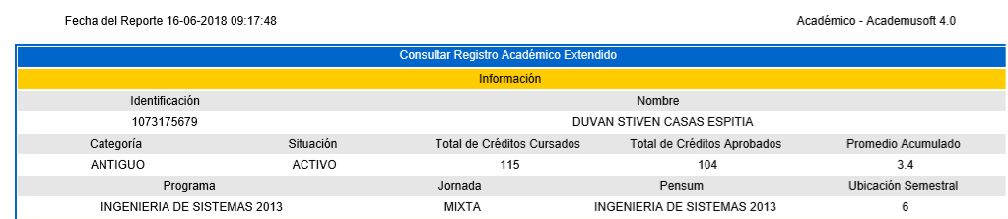 Fecha del Reporte 16-06-2018 09:17:48 Académico - Academusoft 4.0
Consultar Registro Académico Extendido
Información
Identificación Nombre
1073175679 DUVAN STIVEN CASAS ESPITIA
Categoría Situación Total de Créditos Cursados Total de Créditos Aprobados Promedio Acumulado
ANTIGUO ACTIVO 115 104 3.4
Programa Jornada Pensum Ubicación Semestral
INGENIERIA DE SISTEMAS 2013 MIXTA INGENIERIA DE SISTEMAS 2013 6